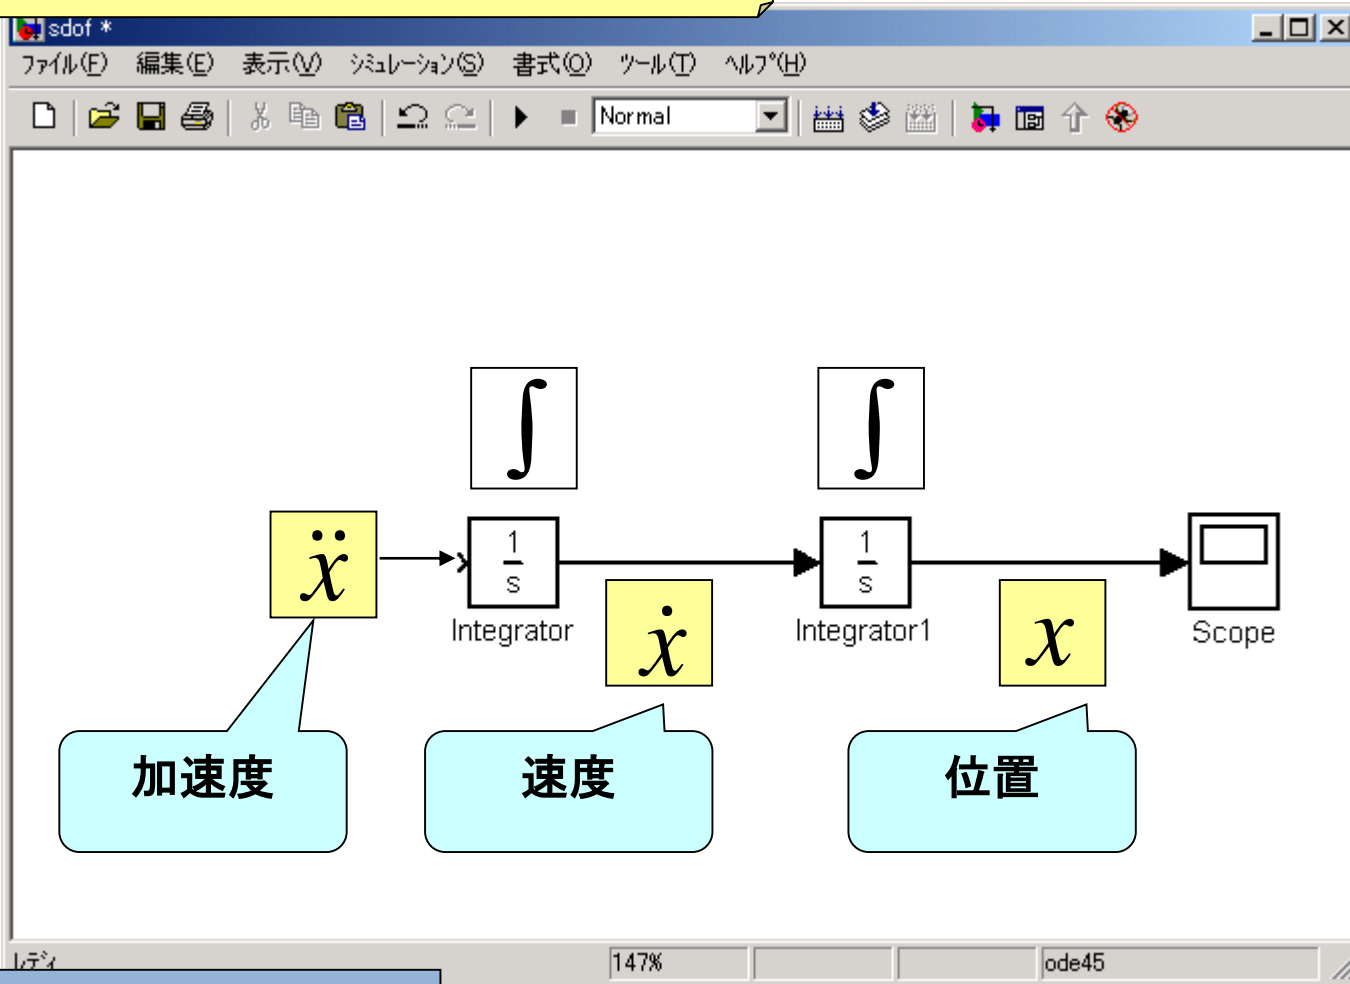 sdof *
ファイル(F) 編集(E) 表示(V) シミュレーション(S) 書式(O) ツール(T) ヘルプ(H)
Normal
∫ ∫
ẍ
1
s
1
s
Integrator
ẋ
Integrator1
x
Scope
加速度
速度
位置
レディ
147%
ode45